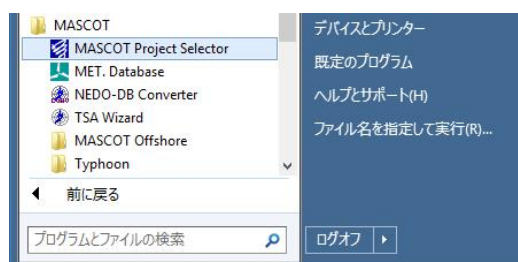 MASCOT
MASCOT Project Selector
MET. Database
NEDO-DB Converter
TSA Wizard
MASCOT Offshore
Typhoon
前に戻る
プログラムとファイルの検索
デバイスとプリンター
既定のプログラム
ヘルプとサポート(H)
ファイル名を指定して実行(R)...
ログオフ